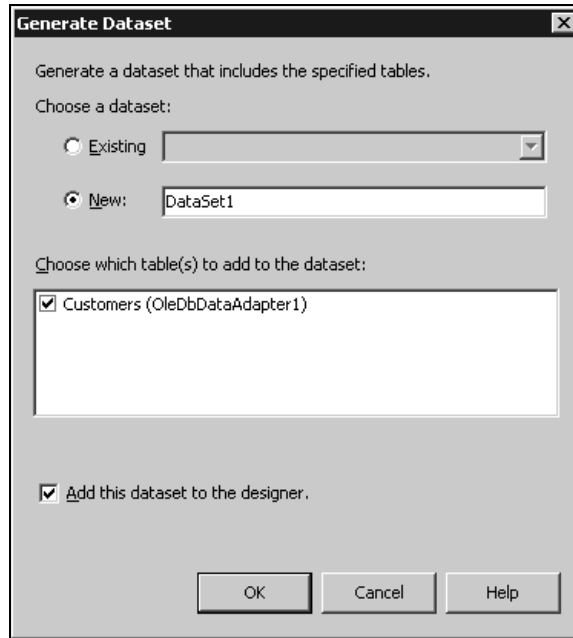 Generate Dataset
Generate a dataset that includes the specified tables.
Choose a dataset:
Existing
New: DataSet1
Choose which table(s) to add to the dataset:
Customers (OleDbDataAdapter1)
Add this dataset to the designer.
OK Cancel Help